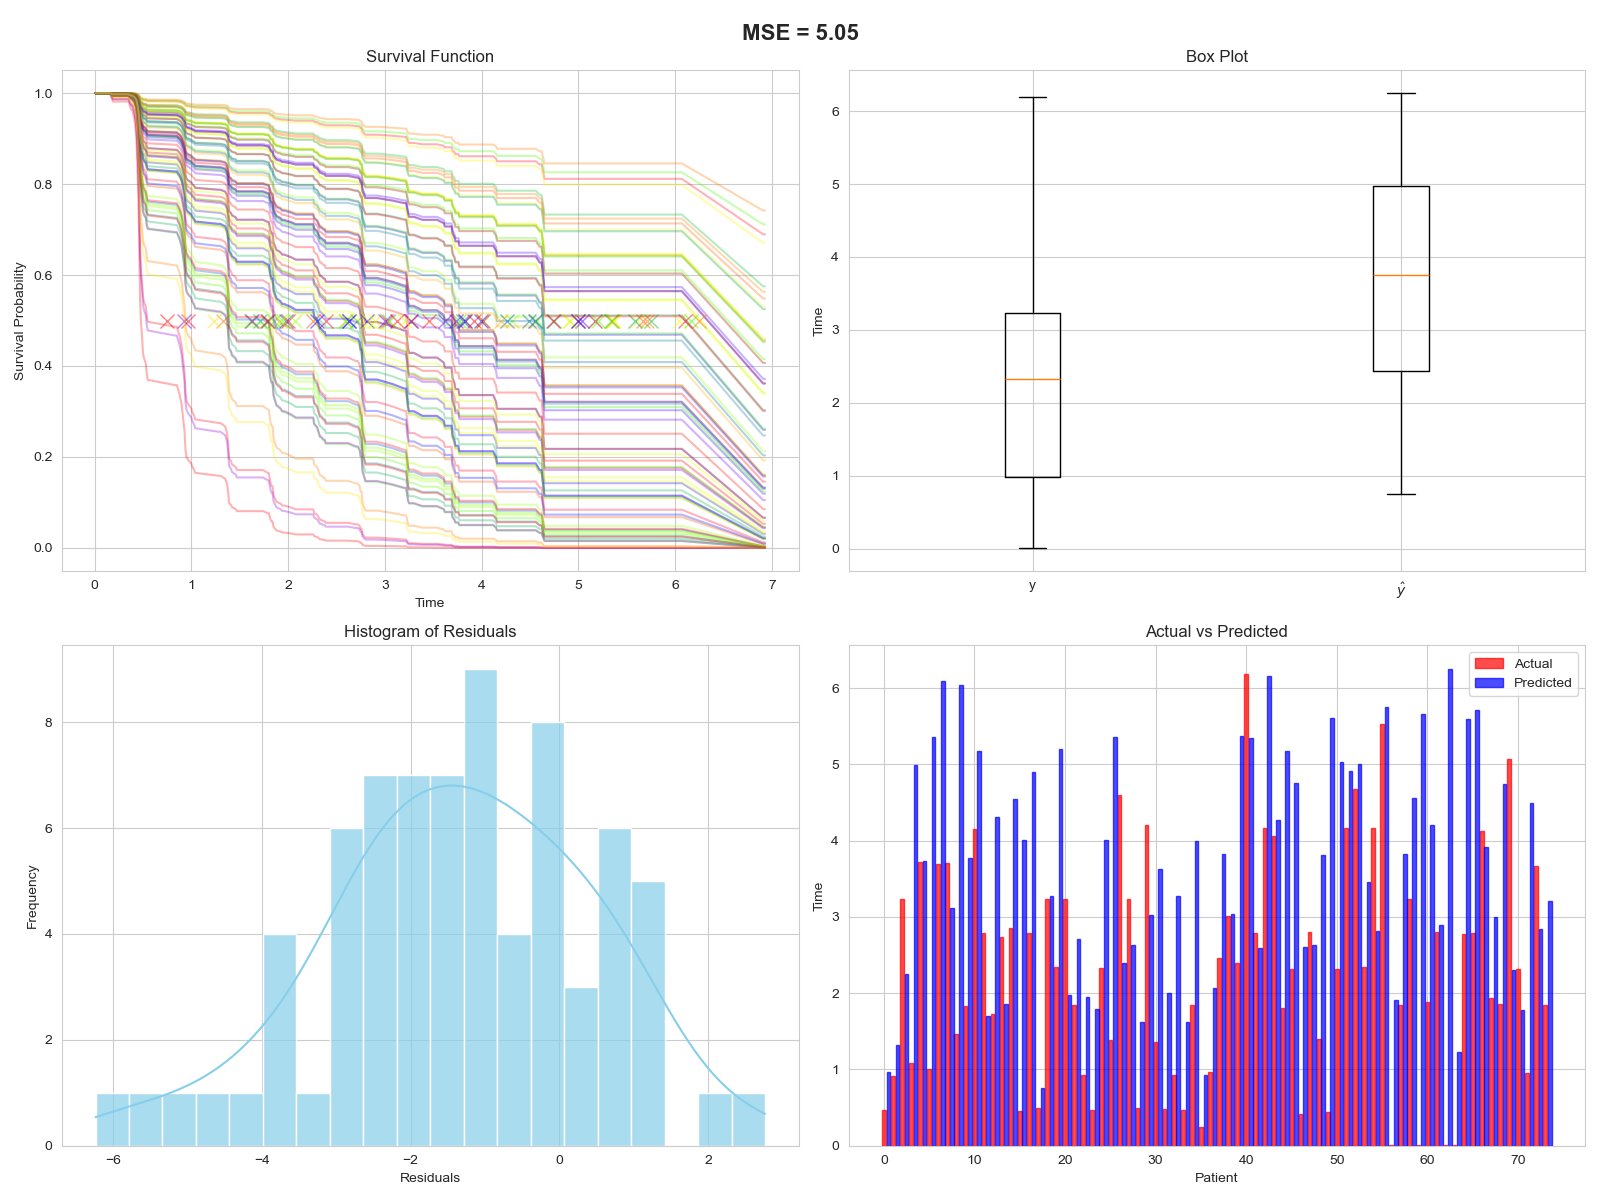 MSE = 5.05
Survival Function
Survival Probability
1.0
0.8
0.6
0.4
0.2
0.0
0 1 2 3 4 5 6 7
Time
Box Plot
Time
6
5
4
3
2
1
0
y ŷ
Histogram of Residuals
Frequency
8
6
4
2
0
−6 −4 −2 0 2
Residuals
Actual vs Predicted
Actual
Predicted
Time
6
5
4
3
2
1
0
0 10 20 30 40 50 60 70
Patient